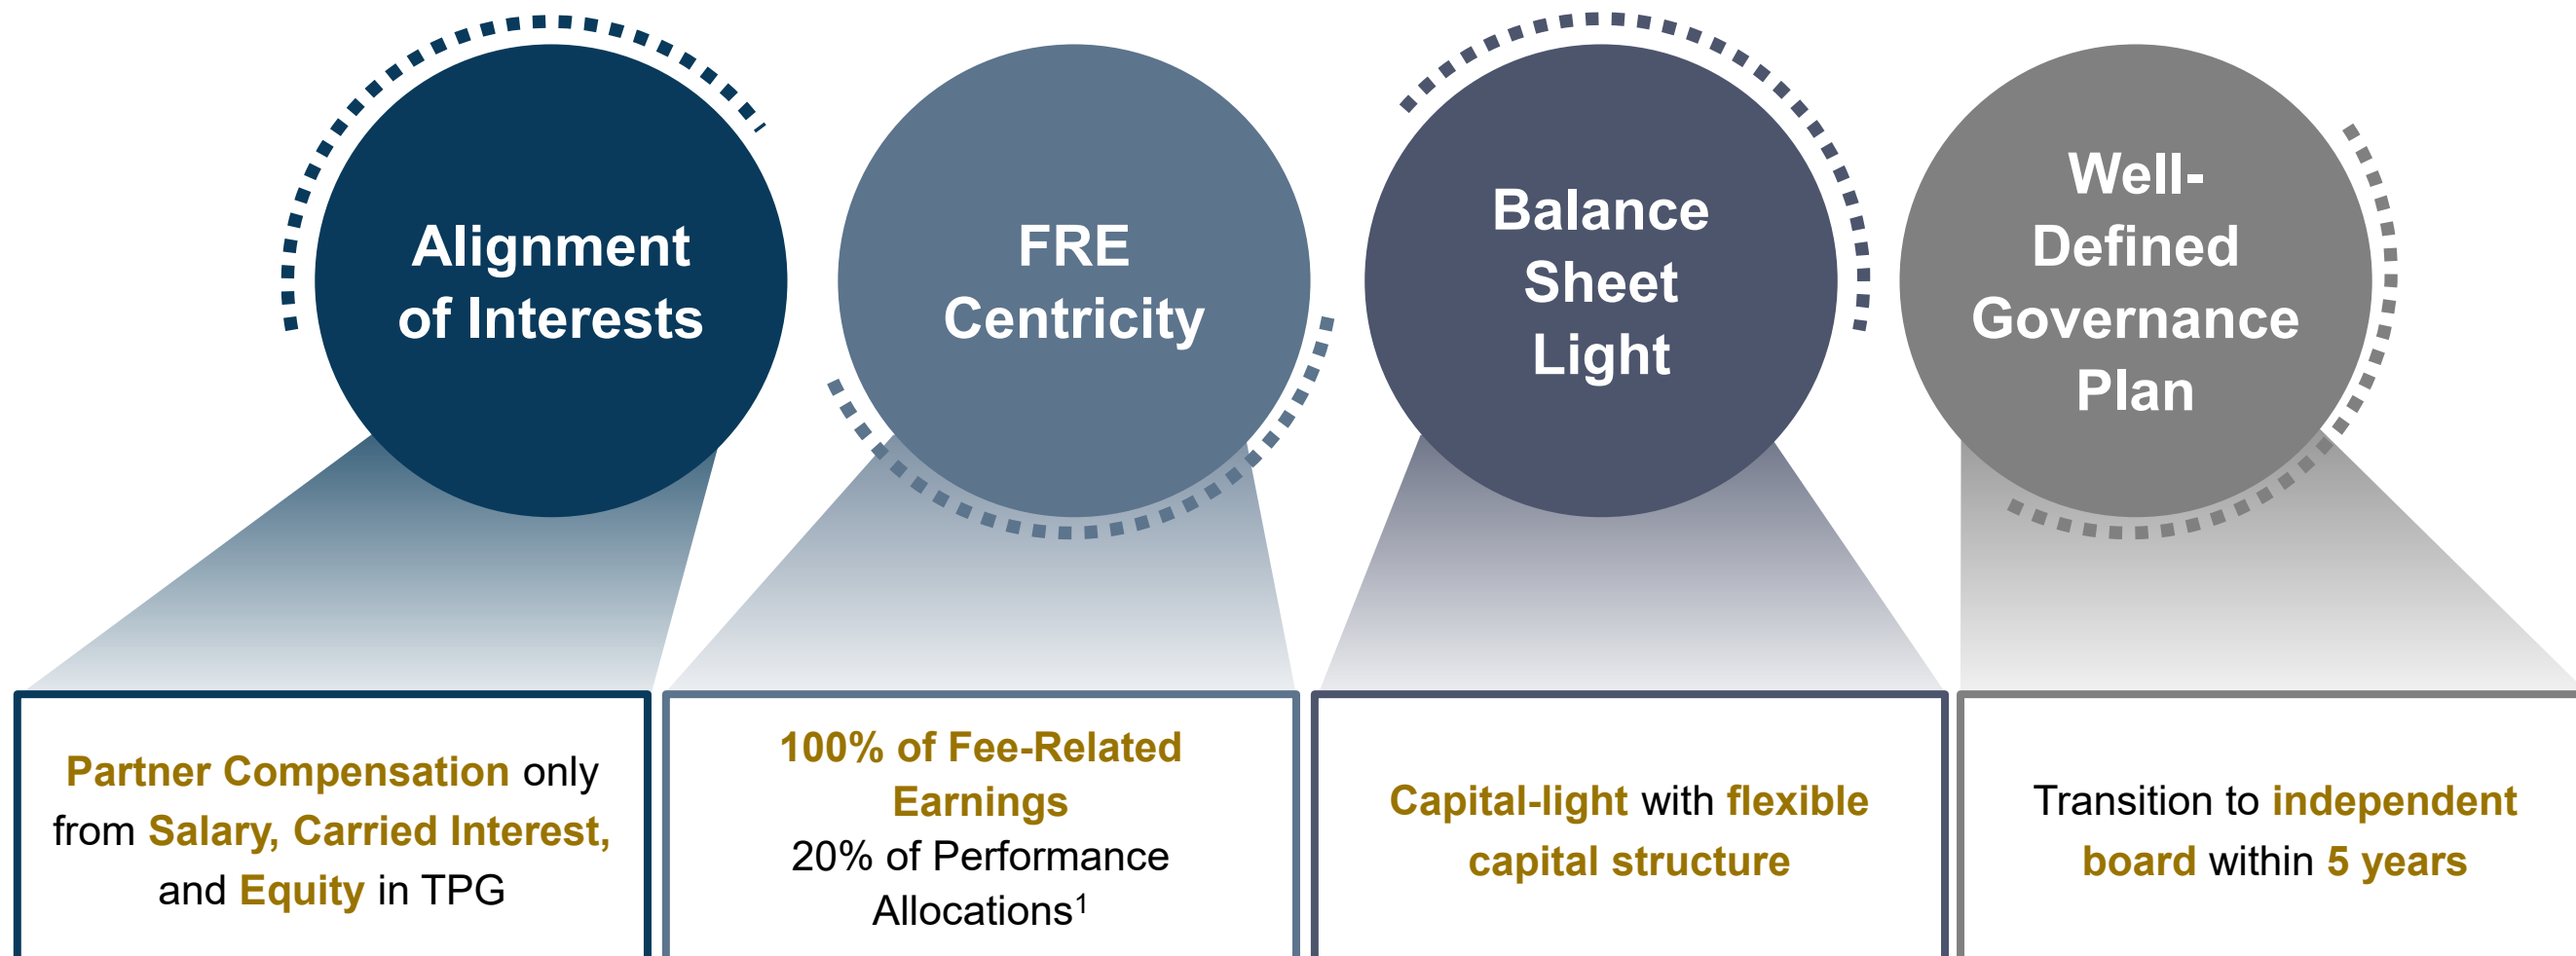 Alignment
of Interests
FRE
Centricity
Balance
Sheet
Light
Well-
Defined
Governance
Plan
Partner Compensation only
from Salary, Carried Interest,
and Equity in TPG
100% of Fee-Related
Earnings
20% of Performance
Allocations¹
Capital-light with flexible
capital structure
Transition to independent
board within 5 years